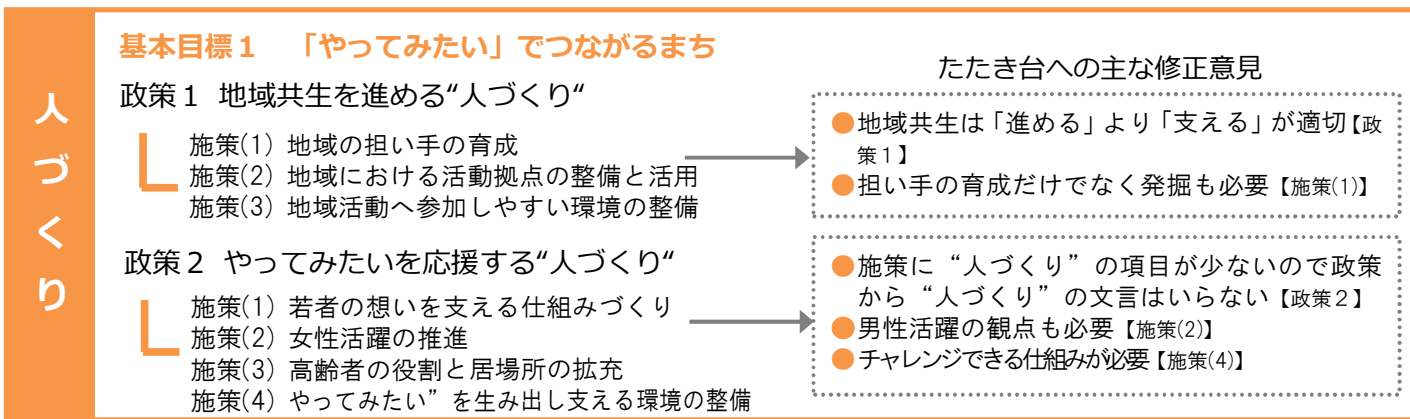 人づくり
基本目標1 「やってみたい」でつながるまち
政策1 地域共生を進める“人づくり“
施策(1) 地域の担い手の育成
施策(2) 地域における活動拠点の整備と活用
施策(3) 地域活動へ参加しやすい環境の整備
政策2 やってみたいを応援する“人づくり“
施策(1) 若者の想いを支える仕組みづくり
施策(2) 女性活躍の推進
施策(3) 高齢者の役割と居場所の拡充
施策(4) やってみたい”を生み出し支える環境の整備
たたき台への主な修正意見
●地域共生は「進める」より「支える」が適切【政
策1】
●担い手の育成だけでなく発掘も必要【施策(1)】
●施策に“人づくり”の項目が少ないので政策
から“人づくり”の文言はいらない【政策2】
●男性活躍の観点も必要【施策(2)】
●チャレンジできる仕組みが必要【施策(4)】